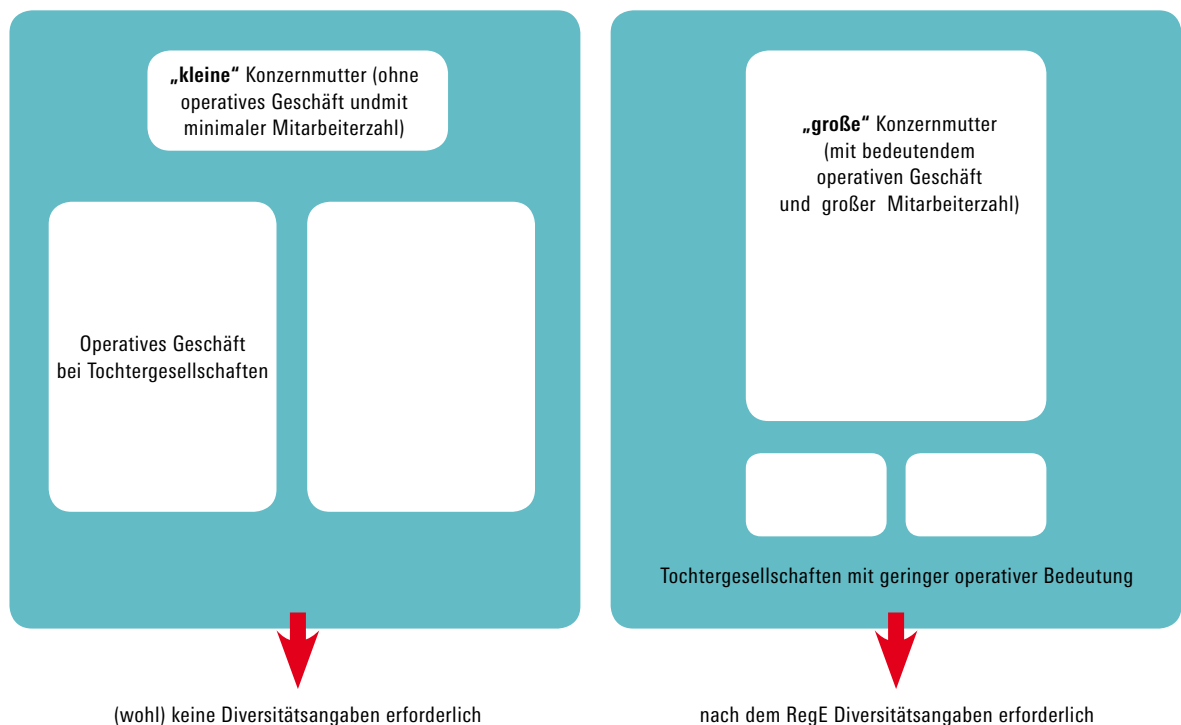 „kleine“ Konzernmutter (ohne
operatives Geschäft undmit
minimaler Mitarbeiterzahl)
Operatives Geschäft
bei Tochtergesellschaften
(wohl) keine Diversitätsangaben erforderlich
„große“ Konzernmutter
(mit bedeutendem
operativen Geschäft
und großer Mitarbeiterzahl)
Tochtergesellschaften mit geringer operativer Bedeutung
nach dem RegE Diversitätsangaben erforderlich